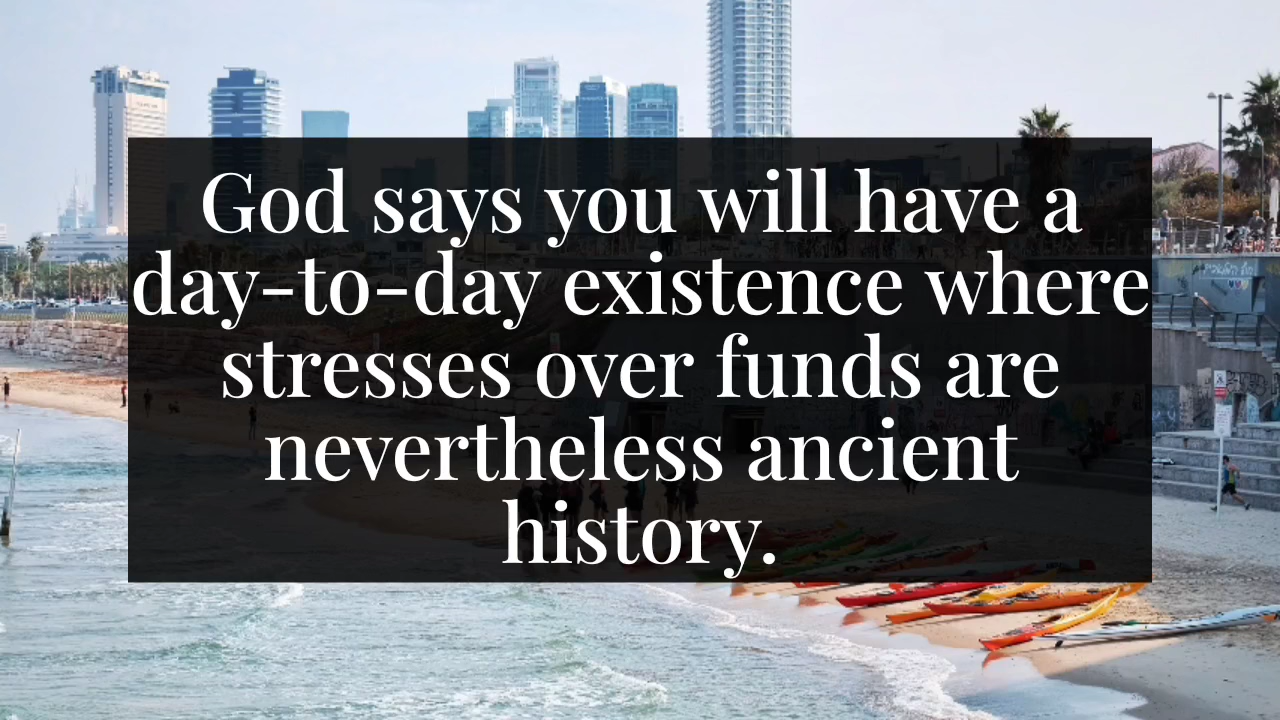 God says you will have a
day-to-day existence where
stresses over funds are
nevertheless ancient
history.